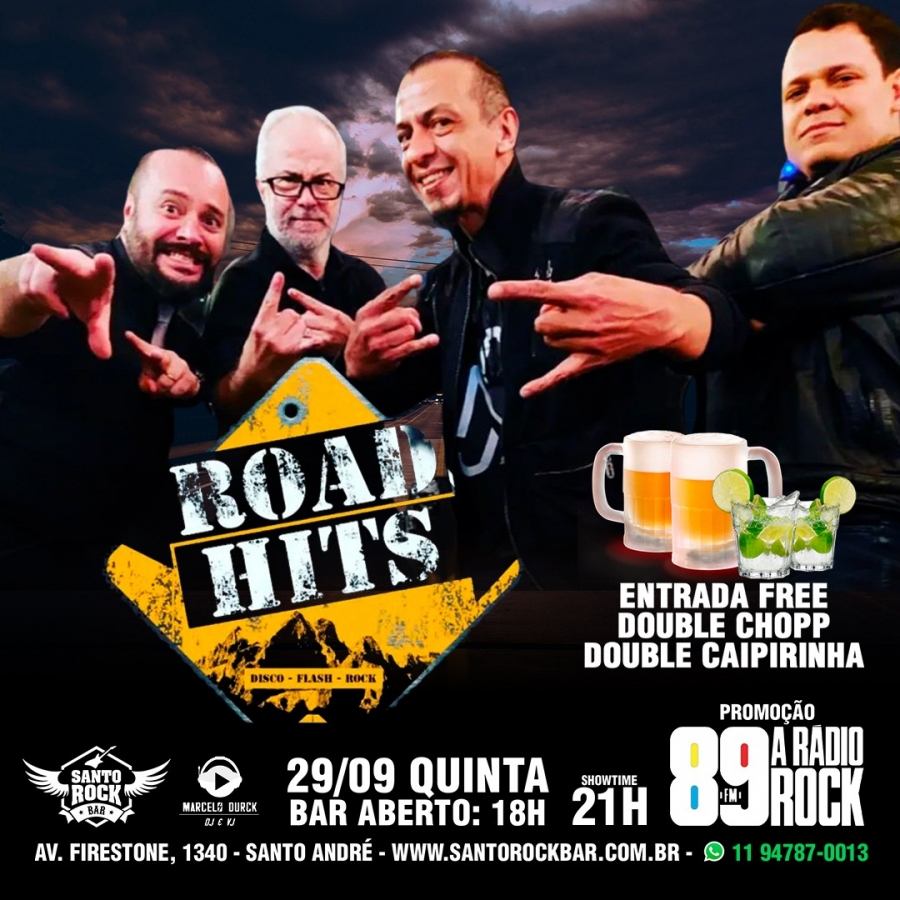 ROAD
HITS
DISCO - FLASH - ROCK
ENTRADA FREE
DOUBLE CHOPP
DOUBLE CAIPIRINHA
PROMOÇÃO
89 FM A RÁDIO
ROCK
SANTO
ROCK
BAR
MARCELO DURCK
DJ E VJ
29/09 QUINTA
BAR ABERTO: 18H
SHOWTIME
21H
AV. FIRESTONE, 1340 - SANTO ANDRÉ - WWW.SANTOROCKBAR.COM.BR - 11 94787-0013